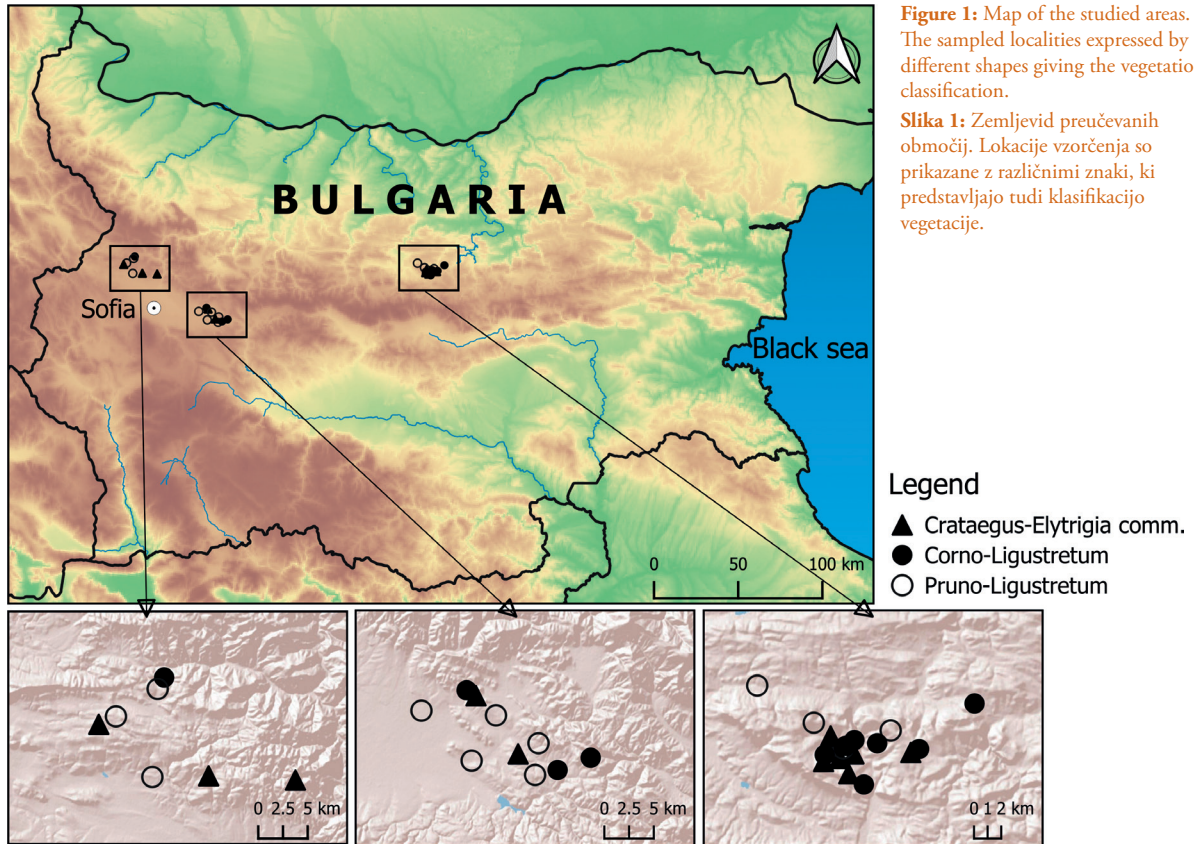 Figure 1: Map of the studied areas.
The sampled localities expressed by
different shapes giving the vegetatio
classification.
Slika 1: Zemljevid preučevanih
območij. Lokacije vzorčenja so
prikazane z različnimi znaki, ki
predstavljajo tudi klasifikacijo
vegetacije.
BULGARIA
Sofia
Black sea
0 50 100 km
Legend
Crataegus-Elytrigia comm.
Corno-Ligustretum
Pruno-Ligustretum
0 2.5 5 km
0 2.5 5 km
0 1 2 km